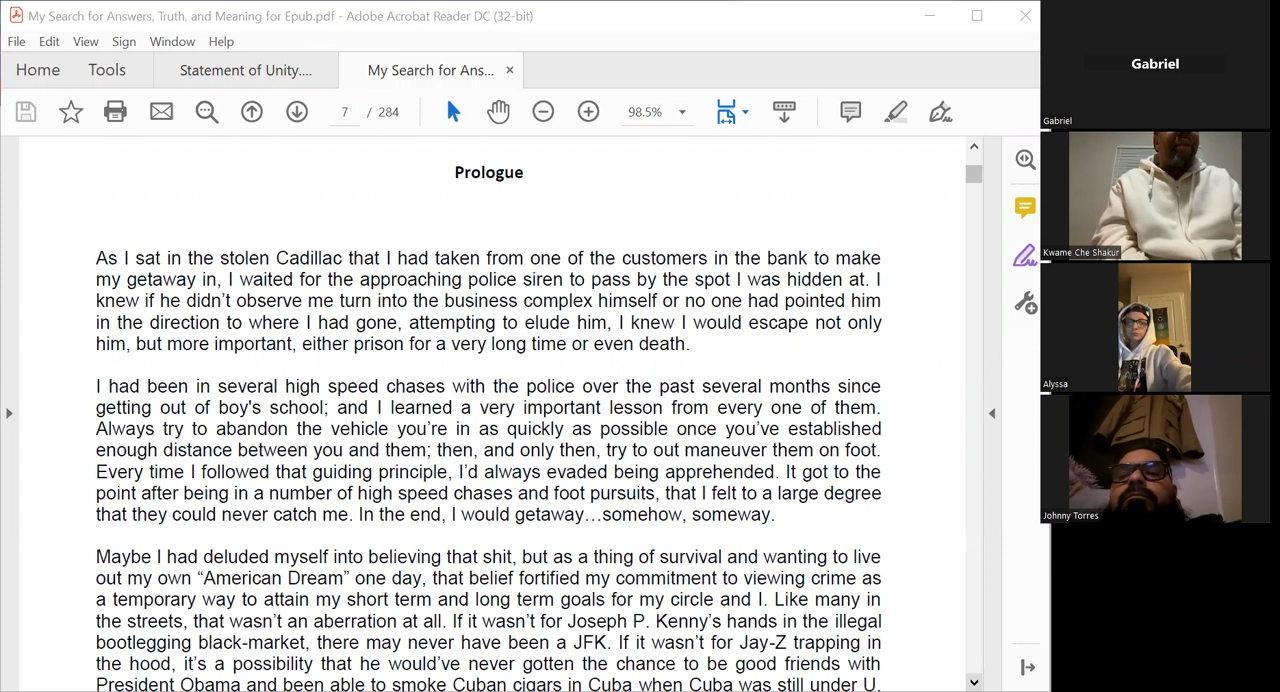 My Search for Answers, Truth, and Meaning for Epub.pdf - Adobe Acrobat Reader DC (32-bit)
File Edit View Sign Window Help
Home Tools Statement of Unity.... My Search for Ans... ×
7 / 284 98.5%
Prologue
As I sat in the stolen Cadillac that I had taken from one of the customers in the bank to make
my getaway in, I waited for the approaching police siren to pass by the spot I was hidden at. I
knew if he didn't observe me turn into the business complex himself or no one had pointed him
in the direction to where I had gone, attempting to elude him, I knew I would escape not only
him, but more important, either prison for a very long time or even death.
I had been in several high speed chases with the police over the past several months since
getting out of boy's school; and I learned a very important lesson from every one of them.
Always try to abandon the vehicle you're in as quickly as possible once you've established
enough distance between you and them; then, and only then, try to out maneuver them on foot.
Every time I followed that guiding principle, I'd always evaded being apprehended. It got to the
point after being in a number of high speed chases and foot pursuits, that I felt to a large degree
that they could never catch me. In the end, I would getaway…somehow, someway.
Maybe I had deluded myself into believing that shit, but as a thing of survival and wanting to live
out my own “American Dream” one day, that belief fortified my commitment to viewing crime as
a temporary way to attain my short term and long term goals for my circle and I. Like many in
the streets, that wasn't an aberration at all. If it wasn't for Joseph P. Kenny's hands in the illegal
bootlegging black-market, there may never have been a JFK. If it wasn't for Jay-Z trapping in
the hood, it's a possibility that he would've never gotten the chance to be good friends with
President Obama and been able to smoke Cuban cigars in Cuba when Cuba was still under U.
Gabriel
Gabriel
Kwame Che Shakur
Alyssa
Johnny Torres